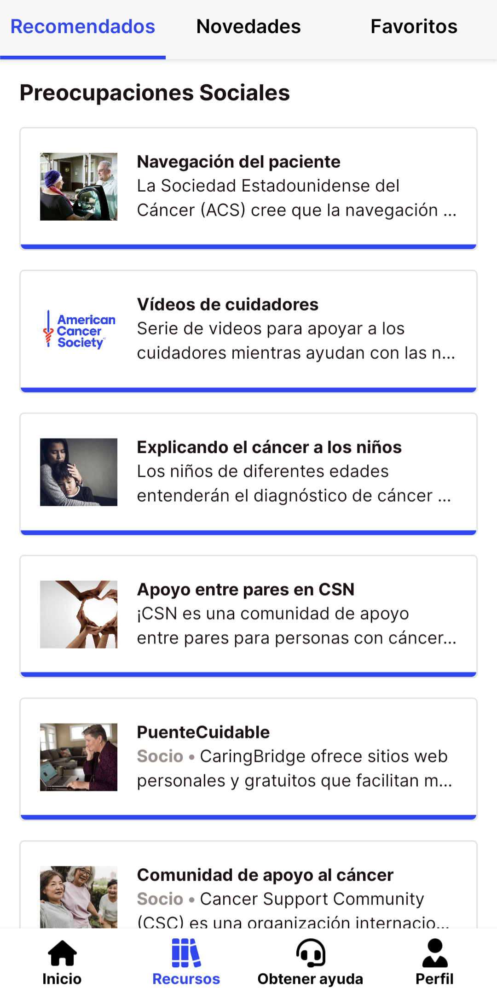 Recomendados
Novedades
Favoritos
Preocupaciones Sociales
Navegación del paciente
La Sociedad Estadounidense del
Cáncer (ACS) cree que la navegación ...
American
Cancer
Society
Vídeos de cuidadores
Serie de videos para apoyar a los
cuidadores mientras ayudan con las n...
Explicando el cáncer a los niños
Los niños de diferentes edades
entenderán el diagnóstico de cáncer ...
Apoyo entre pares en CSN
¡CSN es una comunidad de apoyo
entre pares para personas con cáncer...
PuenteCuidable
Socio • CaringBridge ofrece sitios web
personales y gratuitos que facilitan m...
Comunidad de apoyo al cáncer
Socio • Cancer Support Community
(CSC) es una organización internacio...
Inicio
Recursos
Obtener ayuda
Perfil